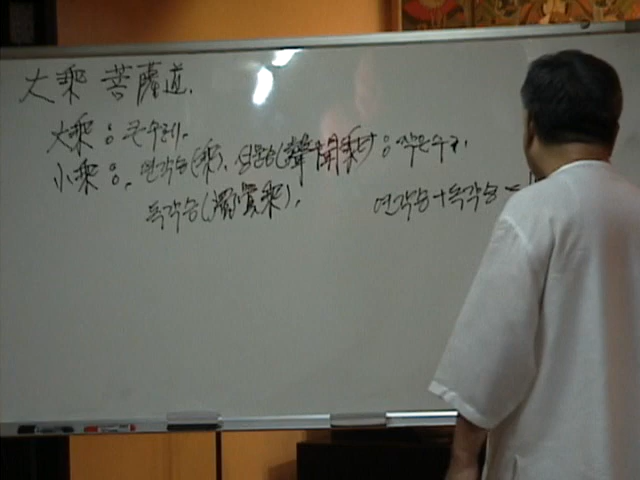 大乘 菩薩道.
大乘 : 큰수레.
小乘 : 연각승(乘). 성문승(聲聞乘) : 작은수레.
독각승(獨覺乘). 연각승+독각승=